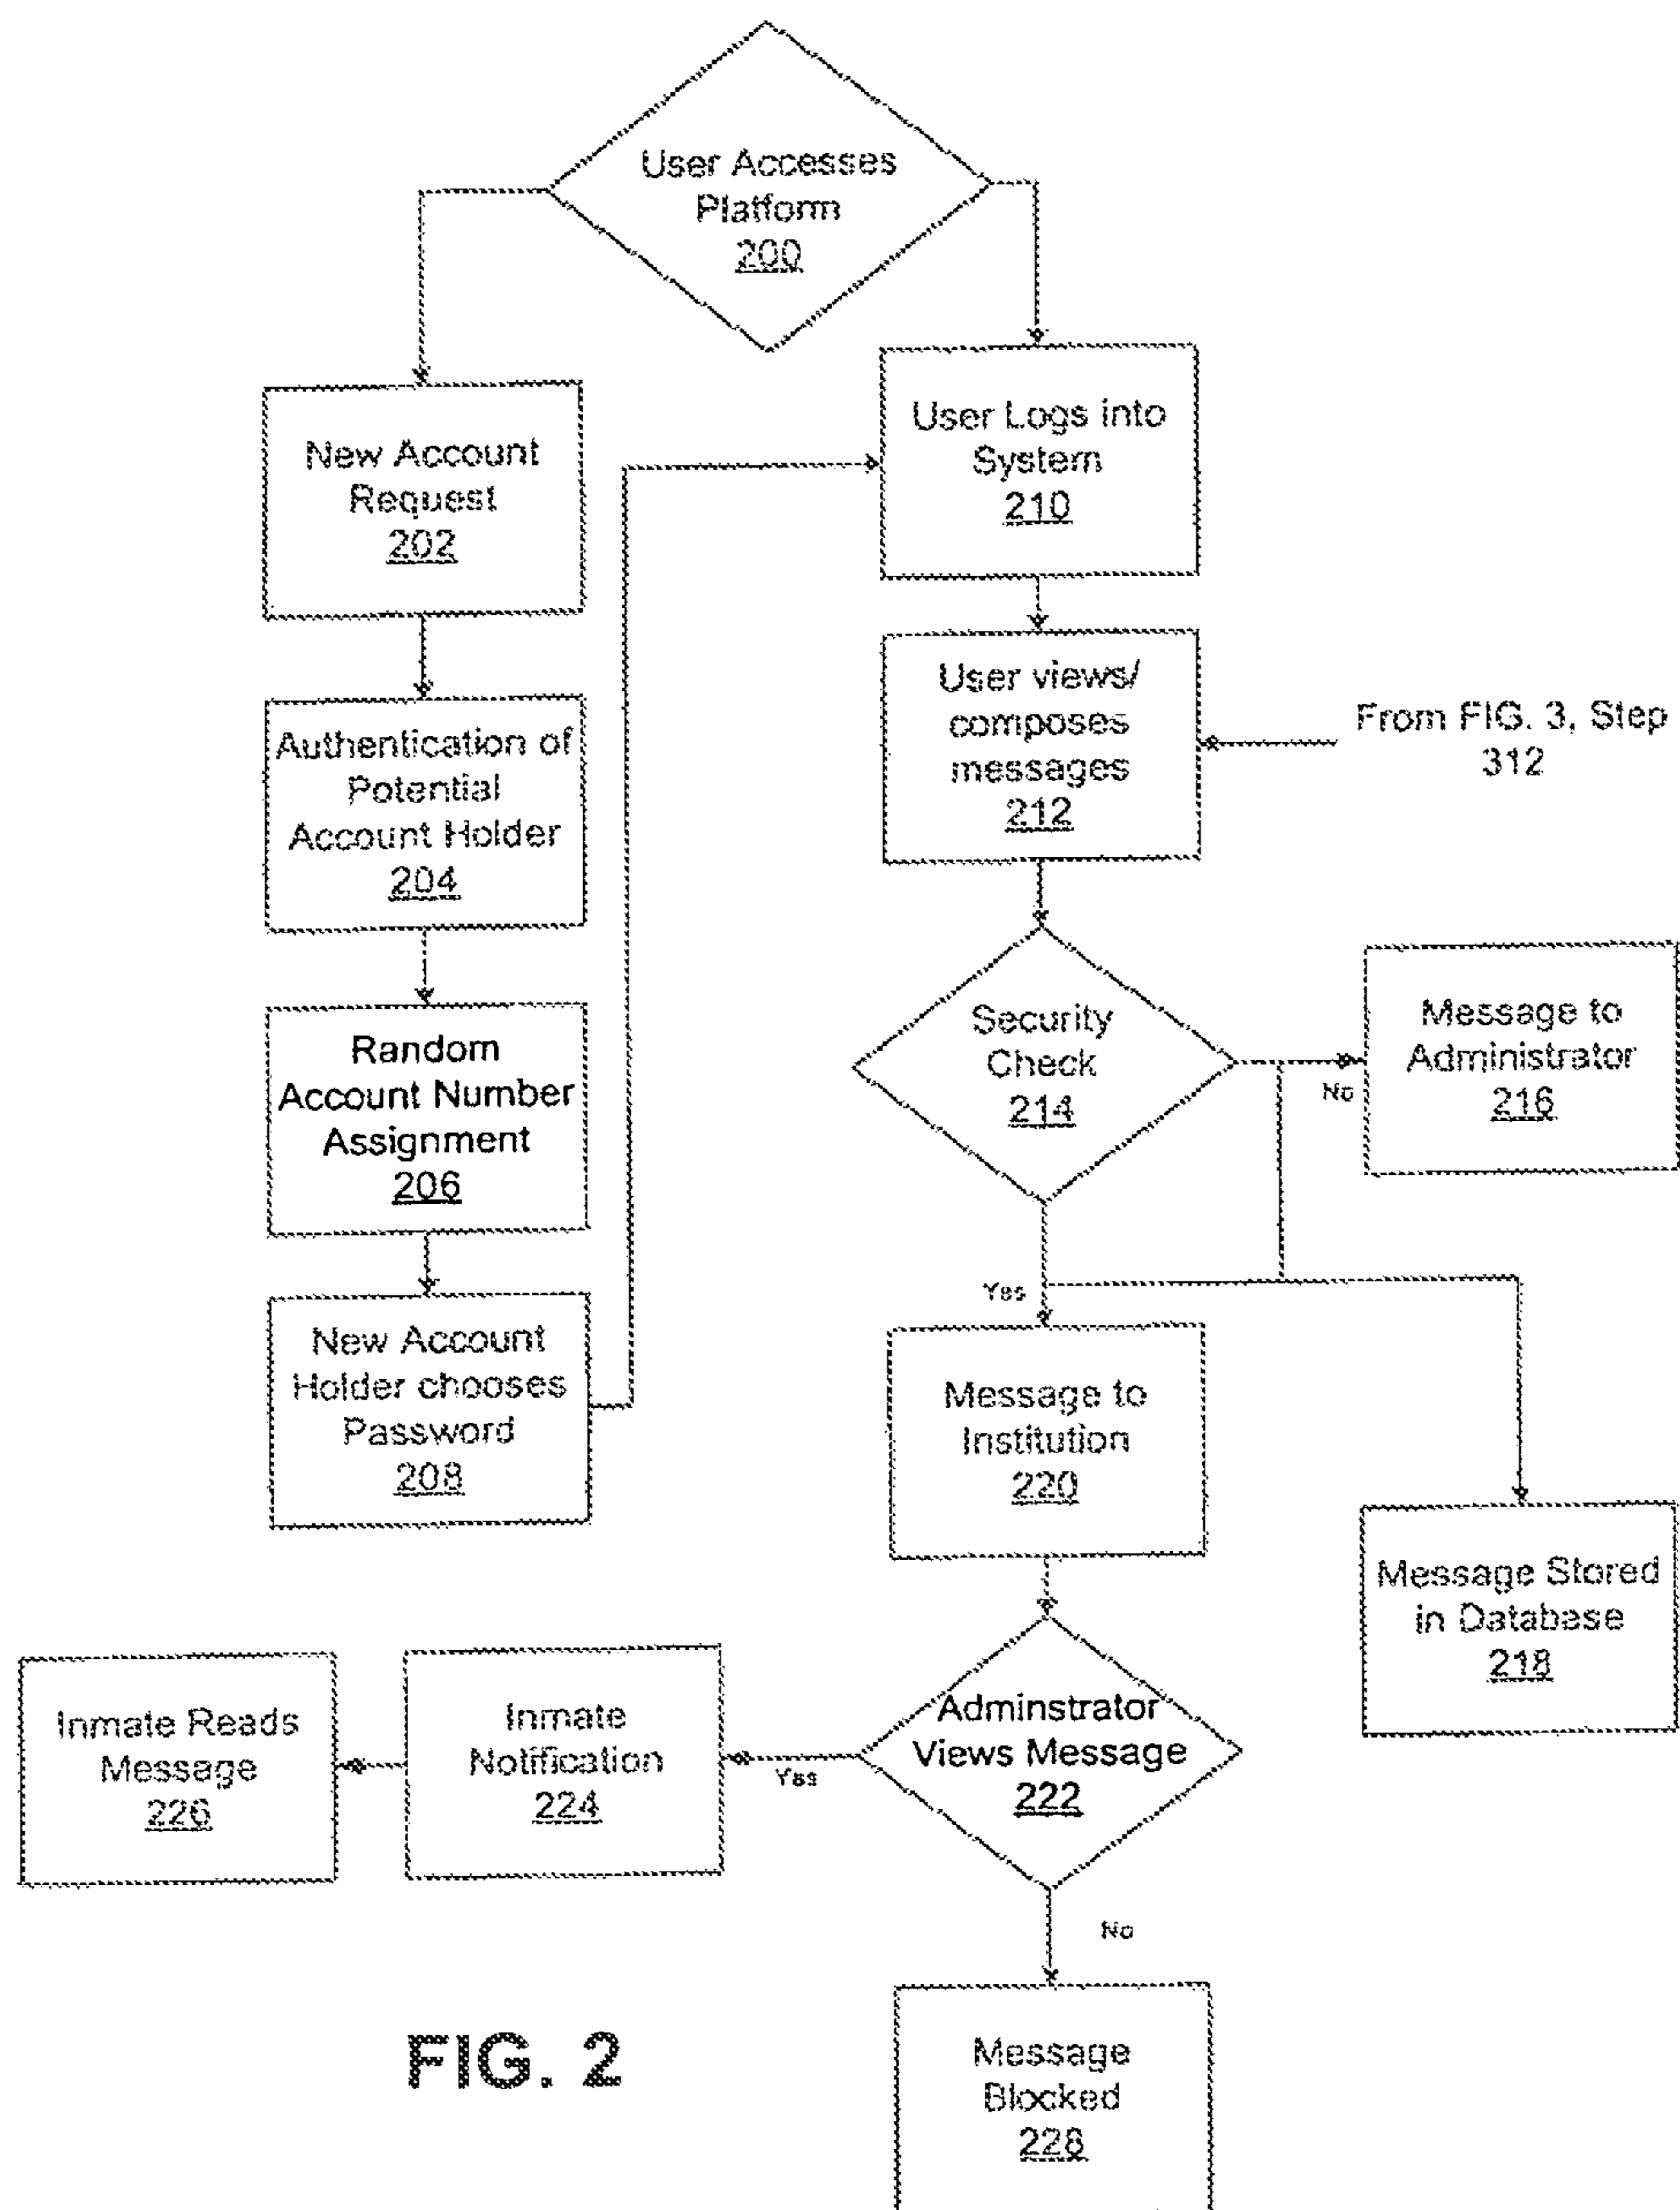 User Accesses
Platform
200
New Account
Request
202
User Logs into
System
210
Authentication of
Potential
Account Holder
204
User views/
composes
messages
212
From FIG. 3, Step
312
Random
Account Number
Assignment
206
Security
Check
214
No
Message to
Administrator
216
New Account
Holder chooses
Password
208
Yes
Message to
Institution
220
Message Stored
in Database
218
Inmate Reads
Message
226
Inmate
Notification
224
Yes
Adminstrator
Views Message
222
No
Message
Blocked
228
FIG. 2